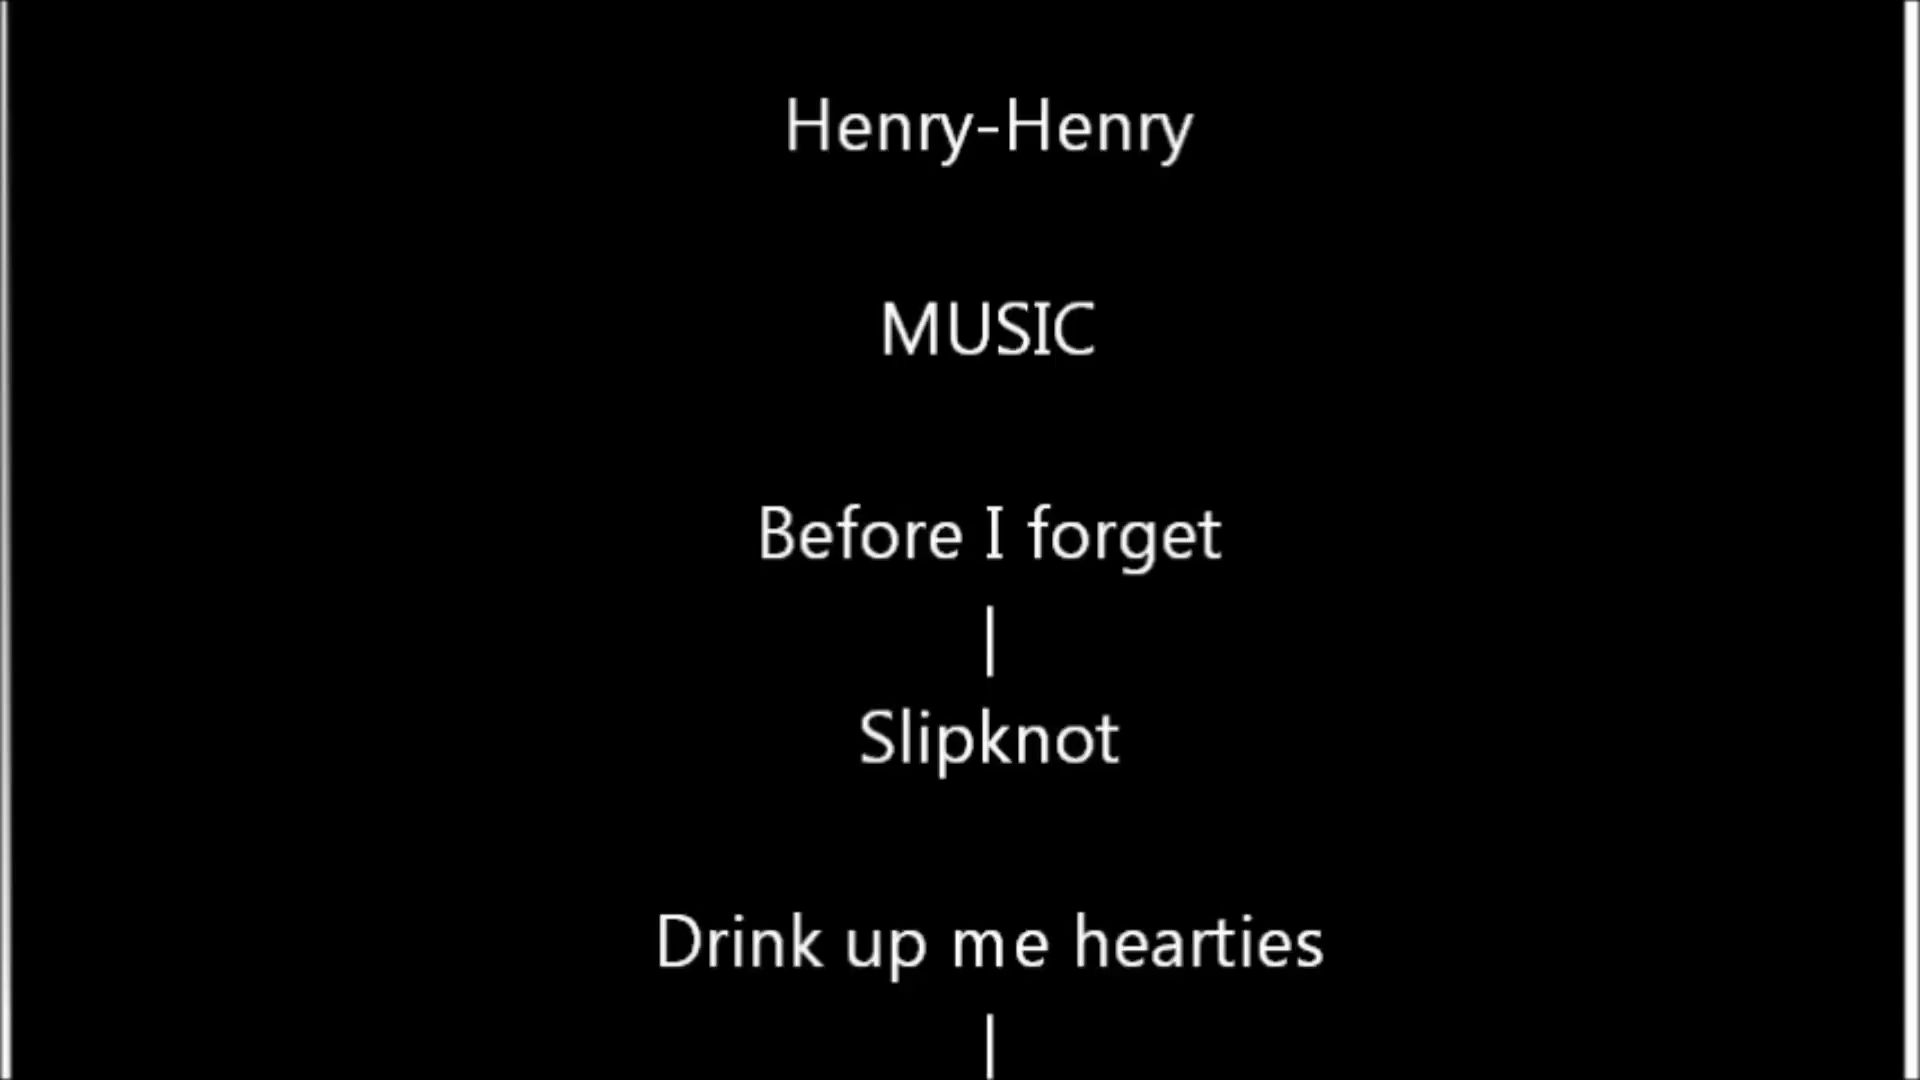 Henry-Henry
MUSIC
Before I forget
|
Slipknot
Drink up me hearties
|